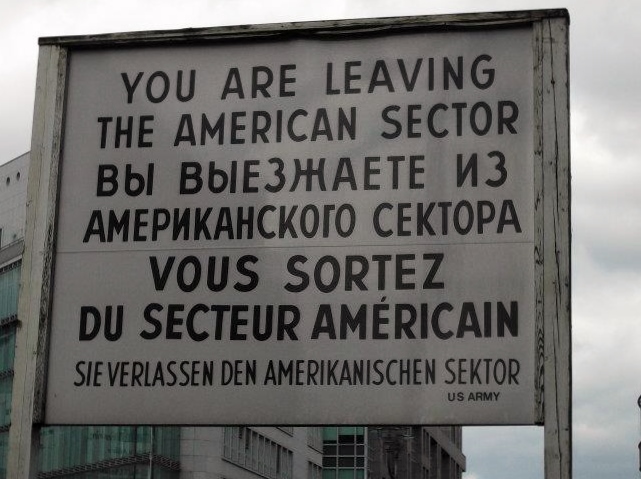 YOU ARE LEAVING
THE AMERICAN SECTOR
ВЫ ВЫЕЗЖАЕТЕ ИЗ
АМЕРИКАНСКОГО СЕКТОРА
VOUS SORTEZ
DU SECTEUR AMÉRICAIN
SIE VERLASSEN DEN AMERIKANISCHEN SEKTOR
US ARMY